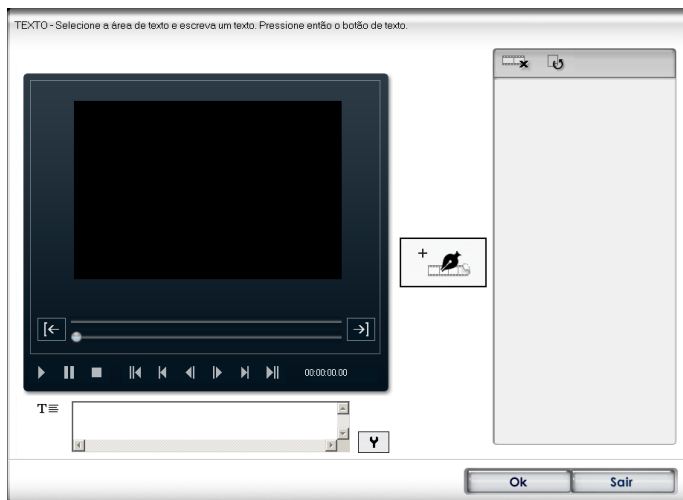 TEXTO - Selecione a área de texto e escreva um texto. Pressione então o botão de texto.
00:00:00.00
T
Ok
Sair